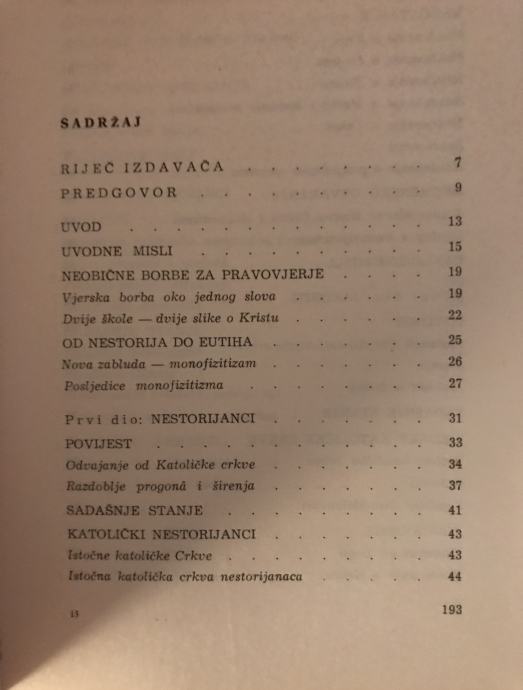 SADRŽAJ
RIJEČ IZDAVAČA . . . . . . . . 7
PREDGOVOR . . . . . . . . . . 9
UVOD . . . . . . . . . . . . . 13
UVODNE MISLI . . . . . . . . . . 15
NEOBIČNE BORBE ZA PRAVOVJERJE . . . . 19
Vjerska borba oko jednog slova . . . . . . 19
Dvije škole — dvije slike o Kristu . . . . . . 22
OD NESTORIJA DO EUTIHA . . . . . . . 25
Nova zabluda — monofizitizam . . . . . . . 26
Posljedice monofizitizma . . . . . . . . 27
Prvi dio: NESTORIJANCI . . . . . . . 31
POVIJEST . . . . . . . . . . . . 33
Odvajanje od Katoličke crkve . . . . . . . 34
Razdoblje progonâ i širenja . . . . . . . 37
SADAŠNJE STANJE . . . . . . . . . 41
KATOLIČKI NESTORIJANCI . . . . . . . 43
Istočne katoličke Crkve . . . . . . . . . 43
Istočna katolička crkva nestorijanaca . . . . . 44
13 193